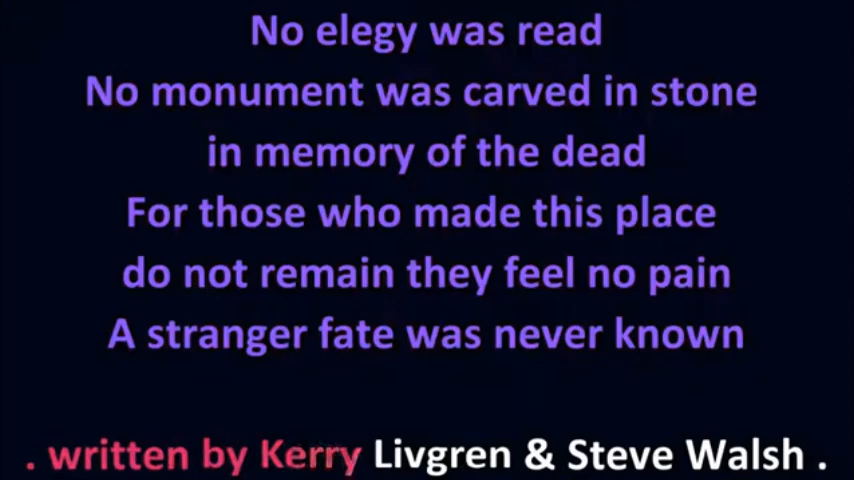 No elegy was read
No monument was carved in stone
in memory of the dead
For those who made this place
do not remain they feel no pain
A stranger fate was never known
. written by Kerry Livgren & Steve Walsh .